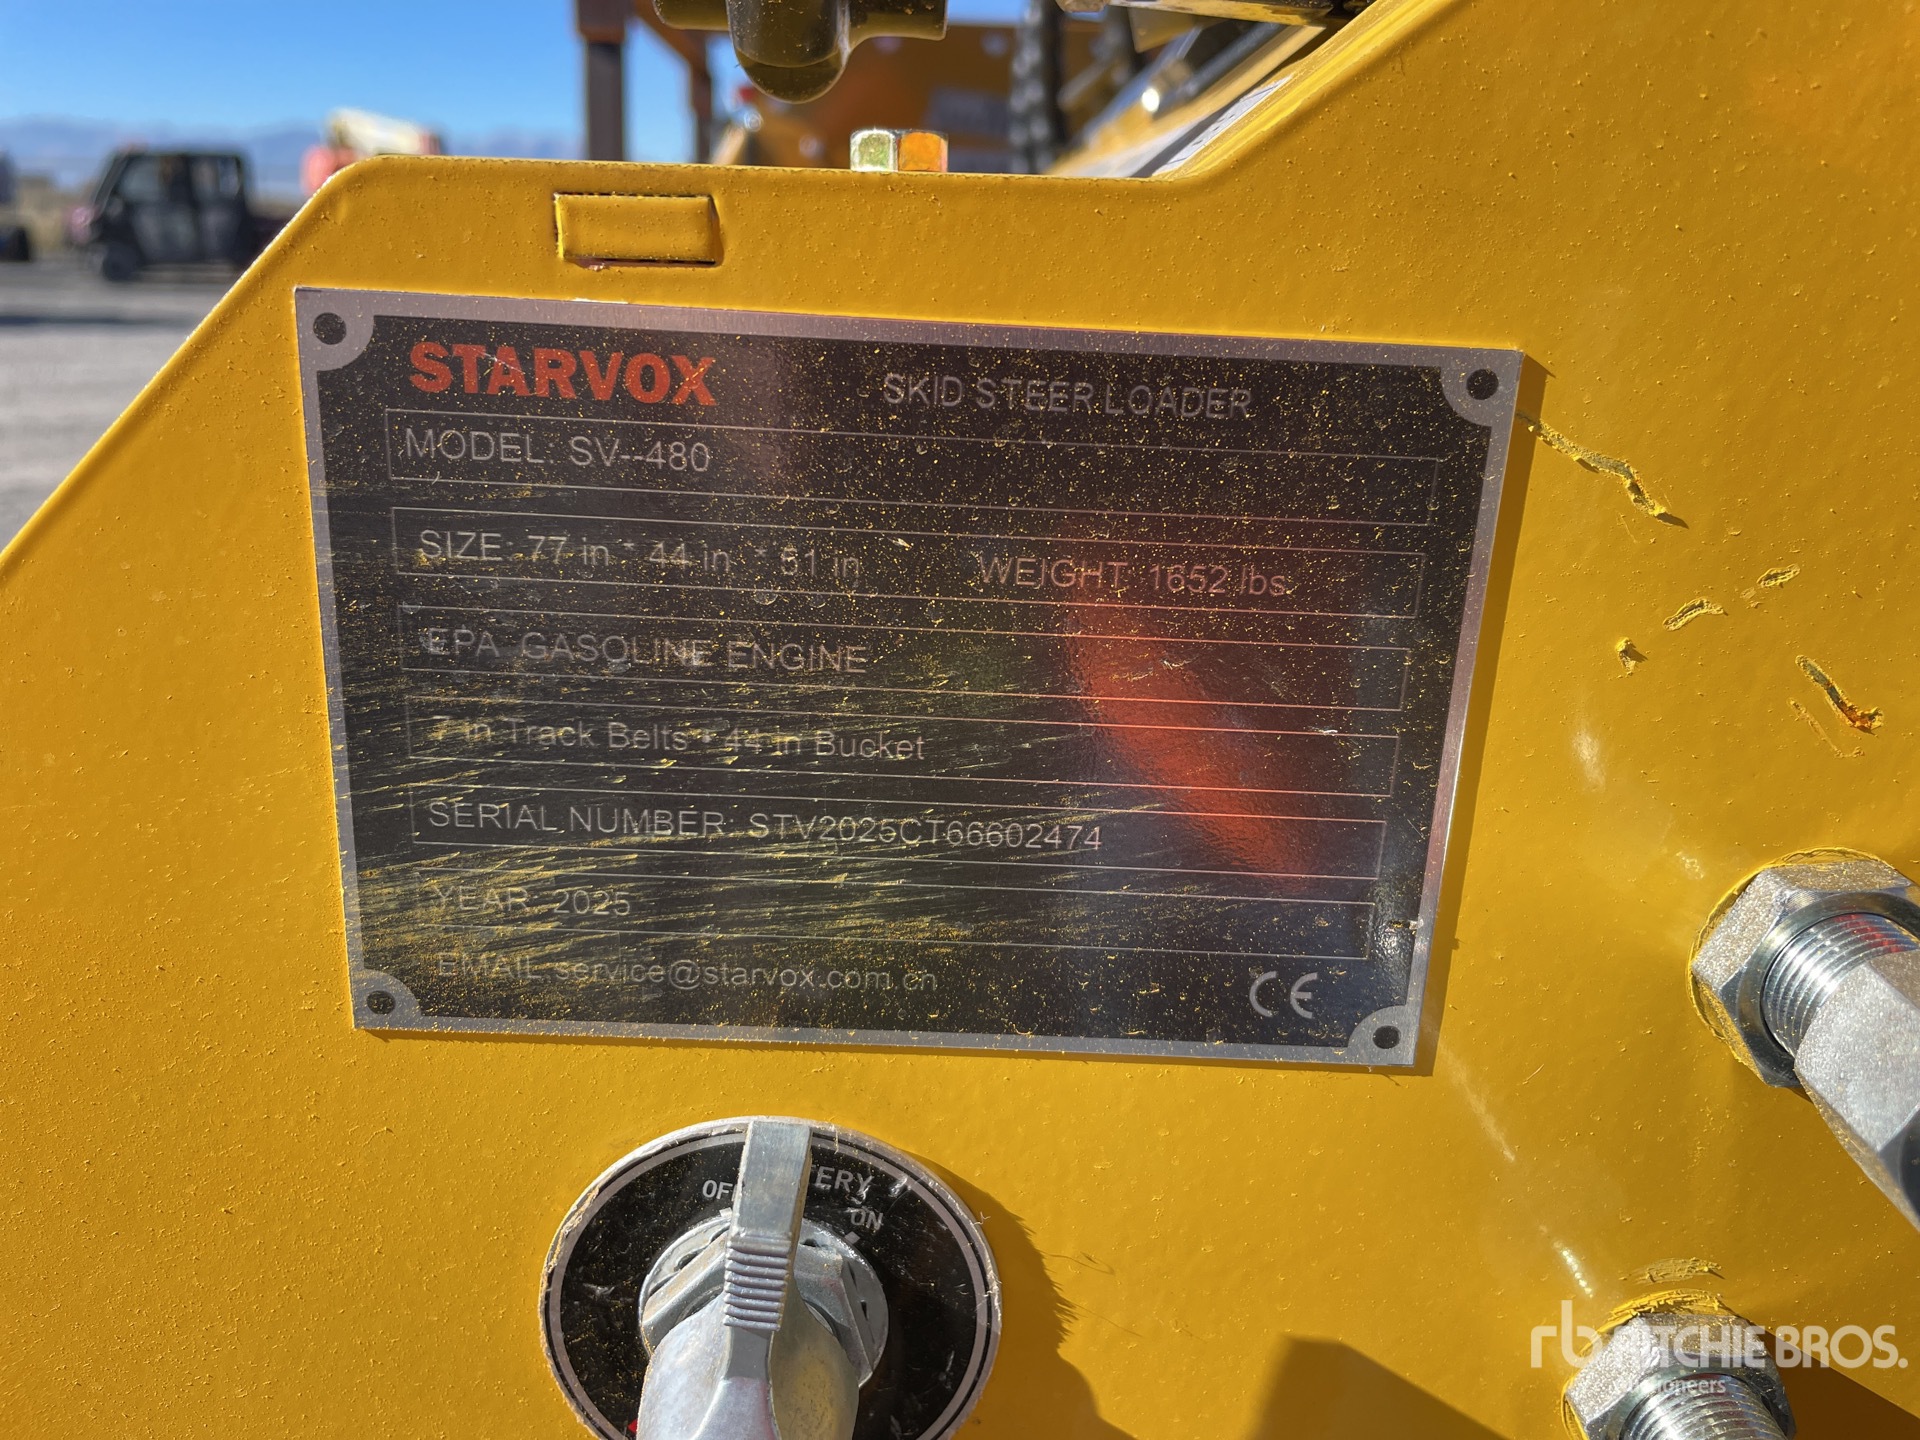 STARVOX SKID STEER LOADER
MODEL: SV--480
SIZE: 77 in * 44 in * 51 in WEIGHT: 1652 lbs
EPA GASOLINE ENGINE
7 in Track Belts * 44 in Bucket
SERIAL NUMBER: STV2025CT66602474
YEAR: 2025
EMAIL:service@starvox.com.cn CE
OFF
ON
rb RITCHIE BROS.